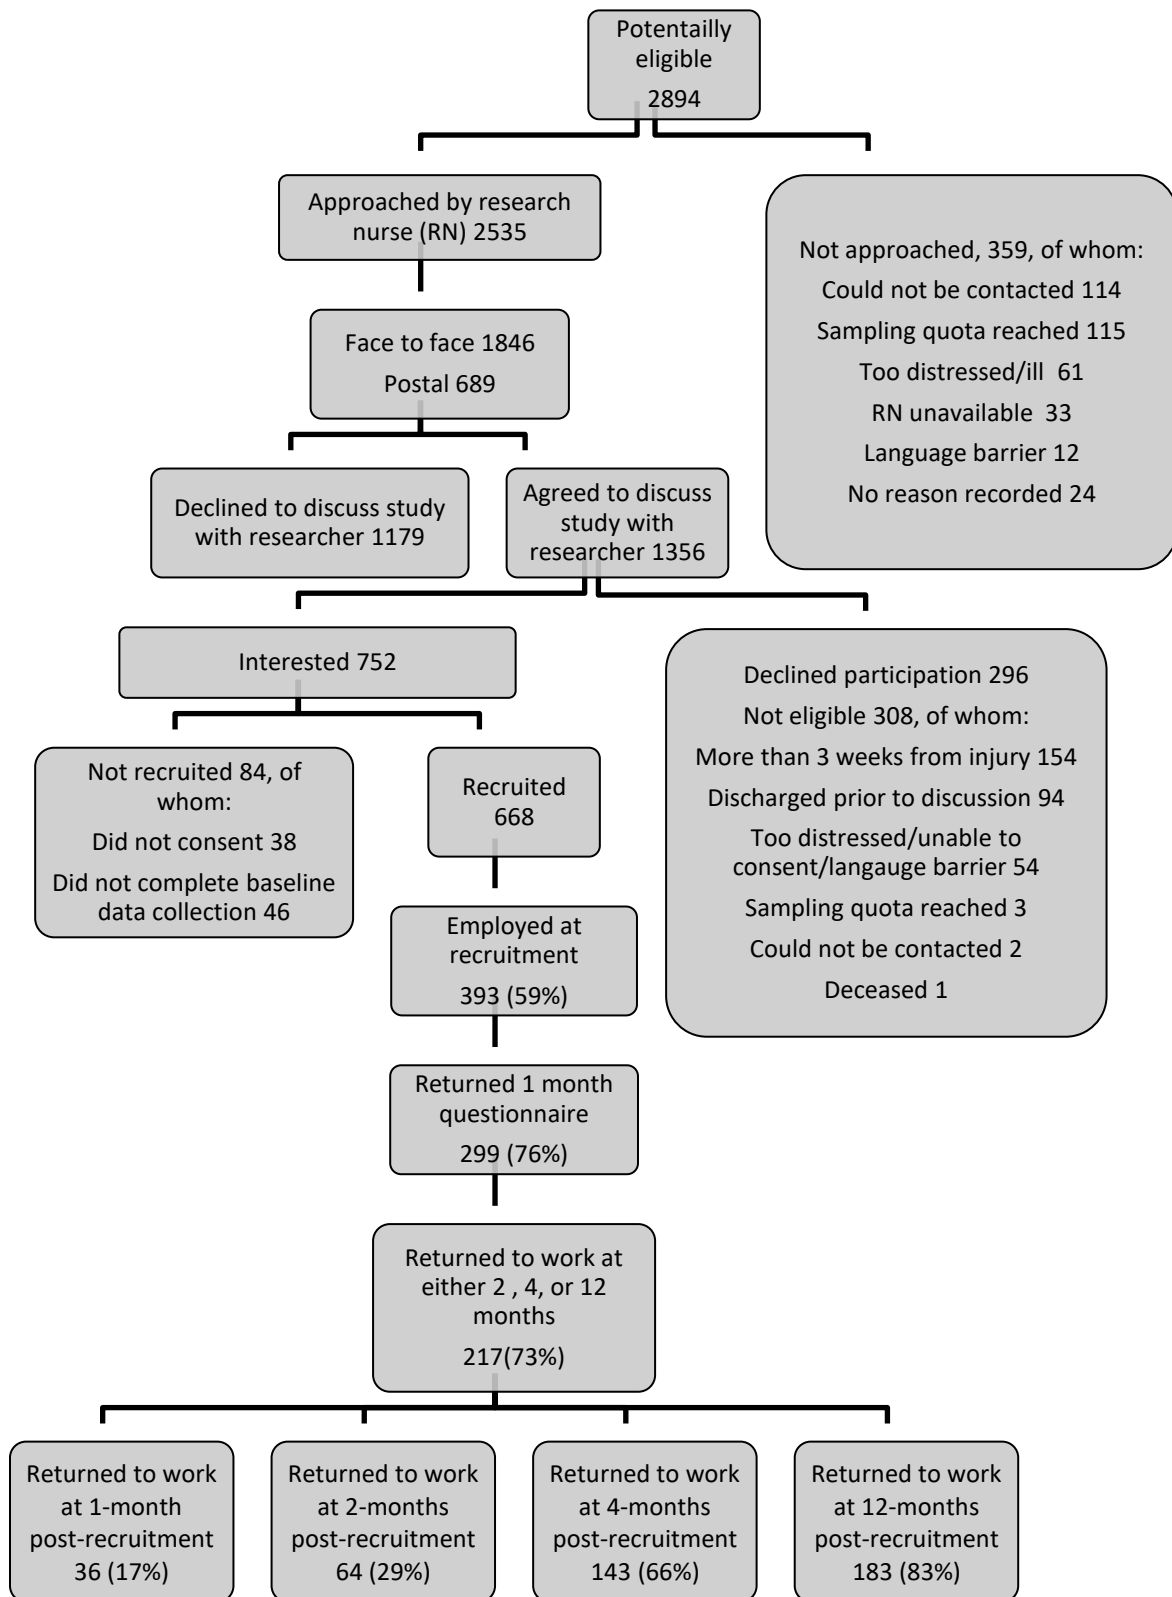 Potentailly
eligible
2894
Approached by research
nurse (RN) 2535
Not approached, 359, of whom:
Could not be contacted 114
Sampling quota reached 115
Too distressed/ill  61
RN unavailable  33
Language barrier 12
No reason recorded 24
Face to face 1846
Postal 689
Declined to discuss study
with researcher 1179
Agreed to discuss
study with
researcher 1356
Interested 752
Declined participation 296
Not eligible 308, of whom:
More than 3 weeks from injury 154
Discharged prior to discussion 94
Too distressed/unable to
consent/langauge barrier 54
Sampling quota reached 3
Could not be contacted 2
Deceased 1
Not recruited 84, of
whom:
Did not consent 38
Did not complete baseline
data collection 46
Recruited
668
Employed at
recruitment
393 (59%)
Returned 1 month
questionnaire
299 (76%)
Returned to work at
either 2 , 4, or 12
months
217(73%)
Returned to work
at 1-month
post-recruitment
36 (17%)
Returned to work
at 2-months
post-recruitment
64 (29%)
Returned to work
at 4-months
post-recruitment
143 (66%)
Returned to work
at 12-months
post-recruitment
183 (83%)